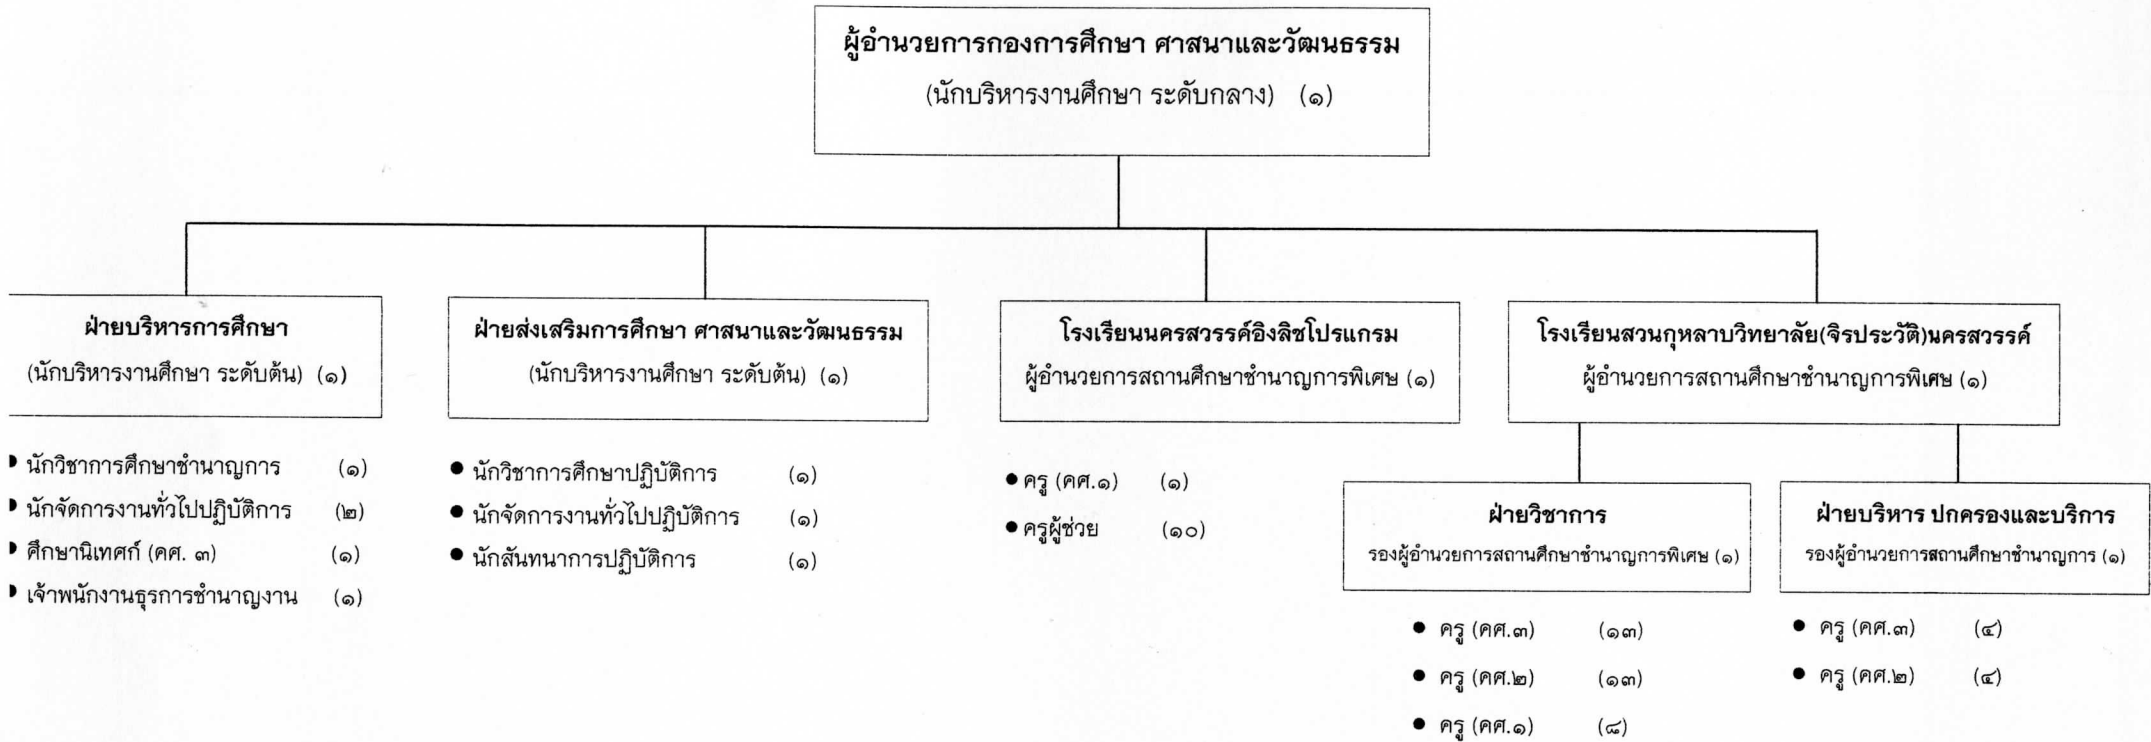 ผู้อำนวยการกองการศึกษา ศาสนาและวัฒนธรรม
(นักบริหารงานศึกษา ระดับกลาง) (๑)
ฝ่ายบริหารการศึกษา
(นักบริหารงานศึกษา ระดับต้น) (๑)
นักวิชาการศึกษาชำนาญการ (๑)
นักจัดการงานทั่วไปปฏิบัติการ (๒)
ศึกษานิเทศก์ (คศ. ๓) (๑)
เจ้าพนักงานธุรการชำนาญงาน (๑)
ฝ่ายส่งเสริมการศึกษา ศาสนาและวัฒนธรรม
(นักบริหารงานศึกษา ระดับต้น) (๑)
นักวิชาการศึกษาปฏิบัติการ (๑)
นักจัดการงานทั่วไปปฏิบัติการ (๑)
นักสันทนาการปฏิบัติการ (๑)
โรงเรียนนครสวรรค์อิงลิชโปรแกรม
ผู้อำนวยการสถานศึกษาชำนาญการพิเศษ (๑)
ครู (คศ.๑) (๑)
ครูผู้ช่วย (๑๐)
โรงเรียนสวนกุหลาบวิทยาลัย(จิรประวัติ)นครสวรรค์
ผู้อำนวยการสถานศึกษาชำนาญการพิเศษ (๑)
ฝ่ายวิชาการ
รองผู้อำนวยการสถานศึกษาชำนาญการพิเศษ (๑)
ครู (คศ.๓) (๑๓)
ครู (คศ.๒) (๑๓)
ครู (คศ.๑) (๘)
ฝ่ายบริหาร ปกครองและบริการ
รองผู้อำนวยการสถานศึกษาชำนาญการ (๑)
ครู (คศ.๓) (๔)
ครู (คศ.๒) (๔)